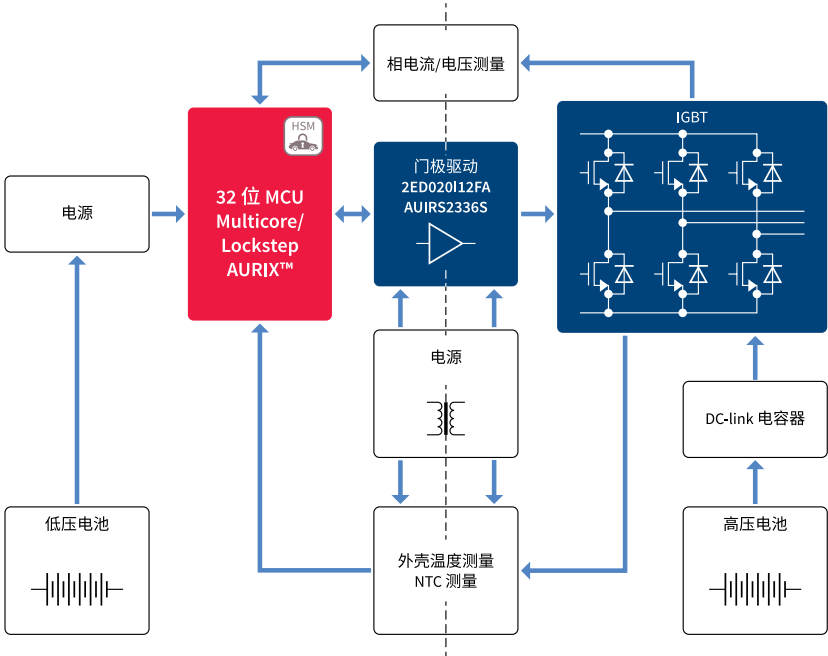 相电流/电压测量
IGBT
HSM
32 位 MCU
Multicore/
Lockstep
AURIX™
门极驱动
2ED020I12FA
AUIRS2336S
电源
电源
DC-link 电容器
低压电池
外壳温度测量
NTC 测量
高压电池